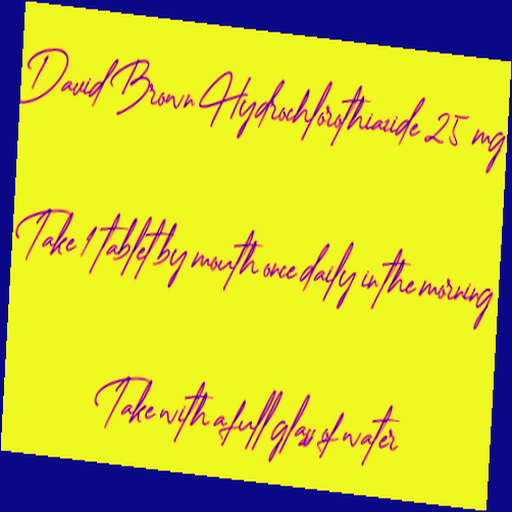 David Brown Hydrochlorothiazide 25 mg
Take 1 tablet by mouth once daily in the morning
Take with a full glass of water